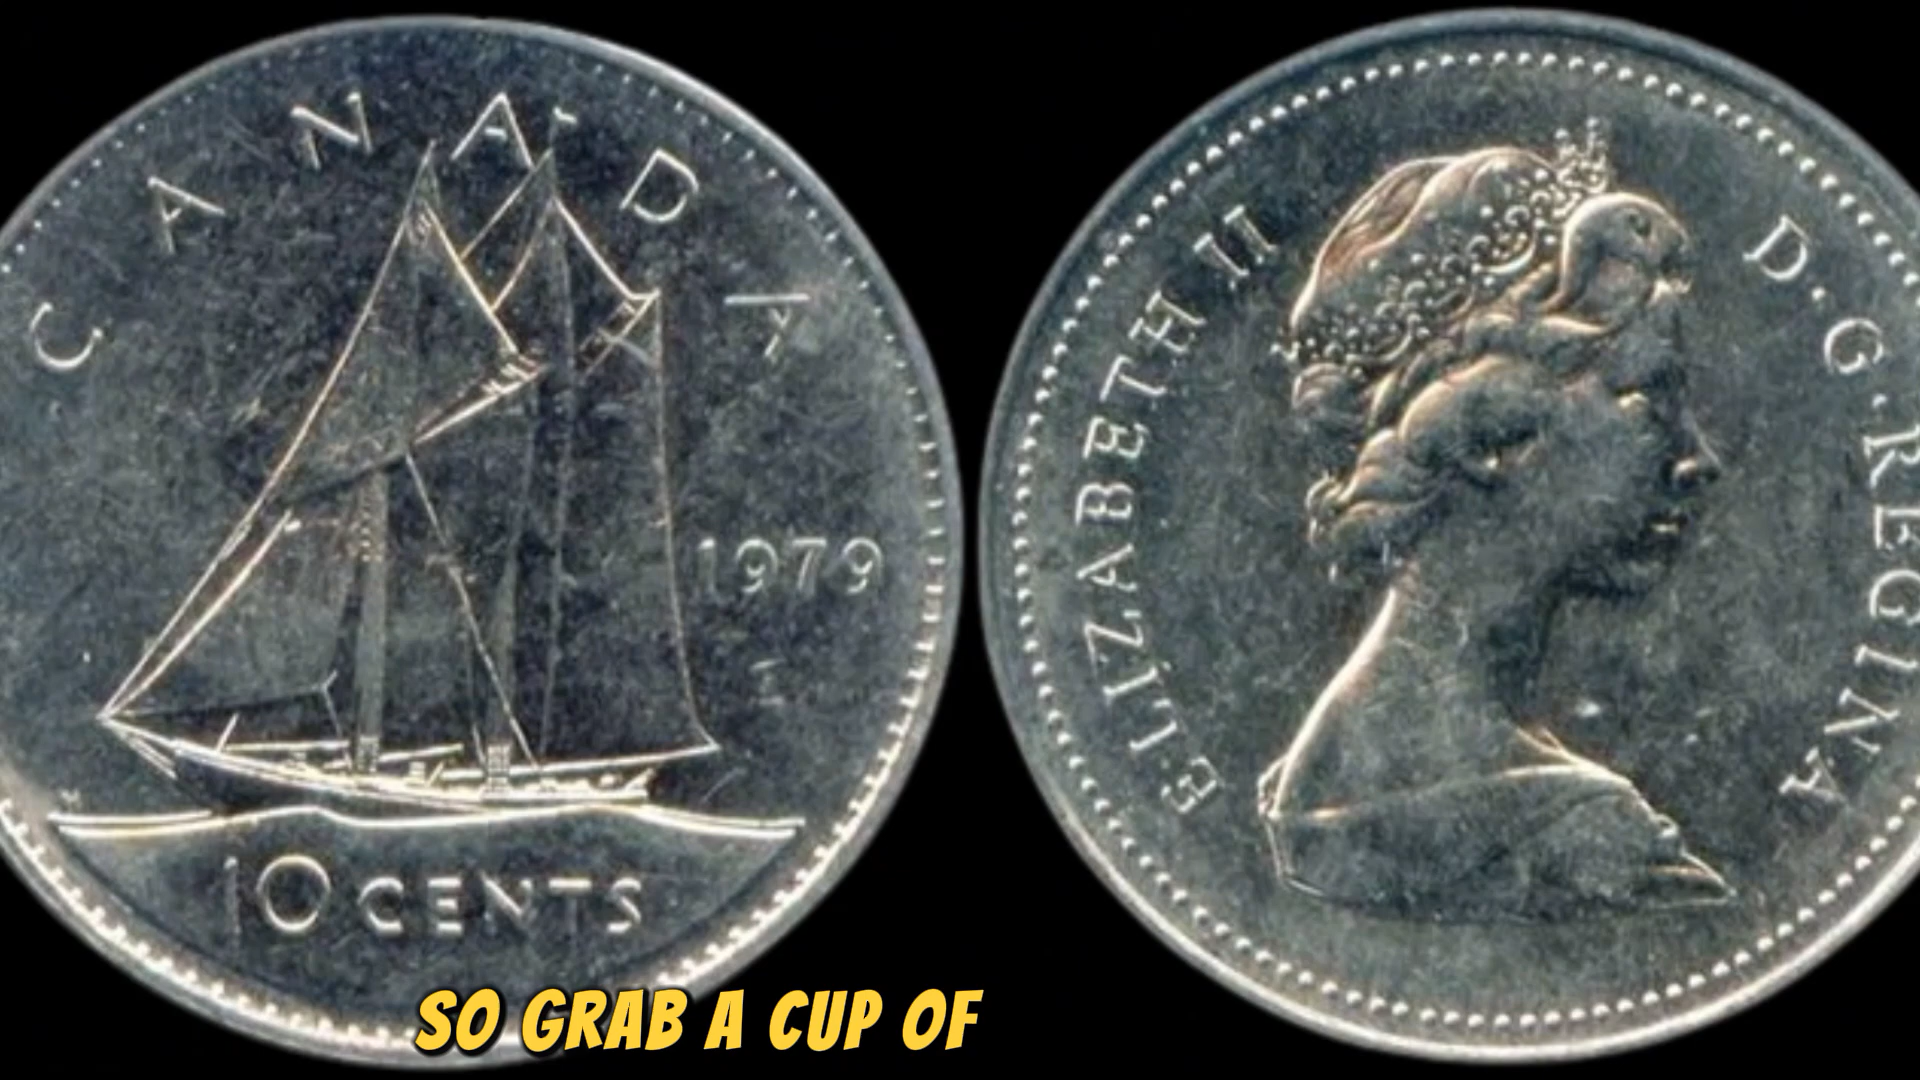 CANADA
1979
10 CENTS
ELIZABETH II D·G·REGINA
SO GRAB A CUP OF